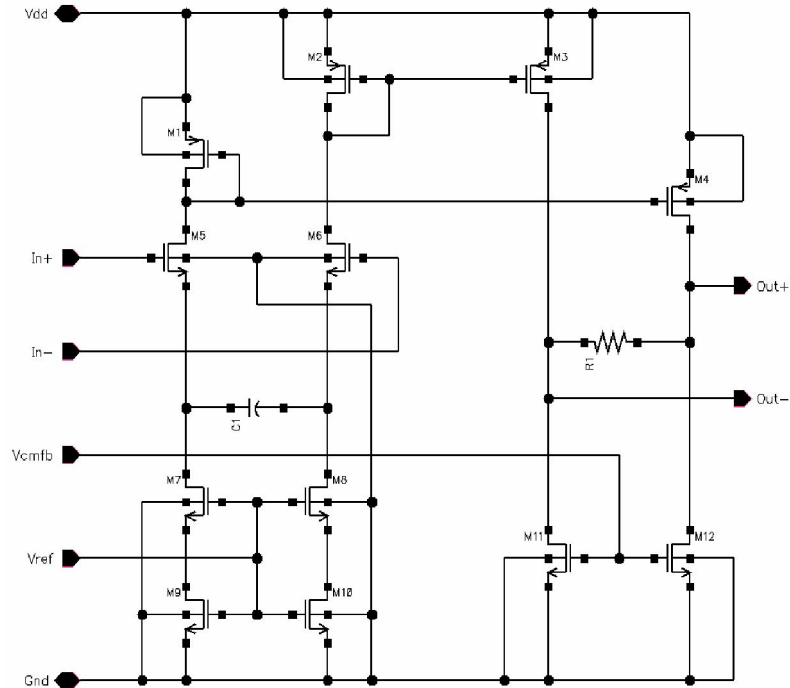 Vdd
M2
M3
M1
M4
M5
M6
In+
Out+
In-
R1
Out-
C1
Vcmfb
M7
M8
M11
M12
Vref
M9
M10
Gnd